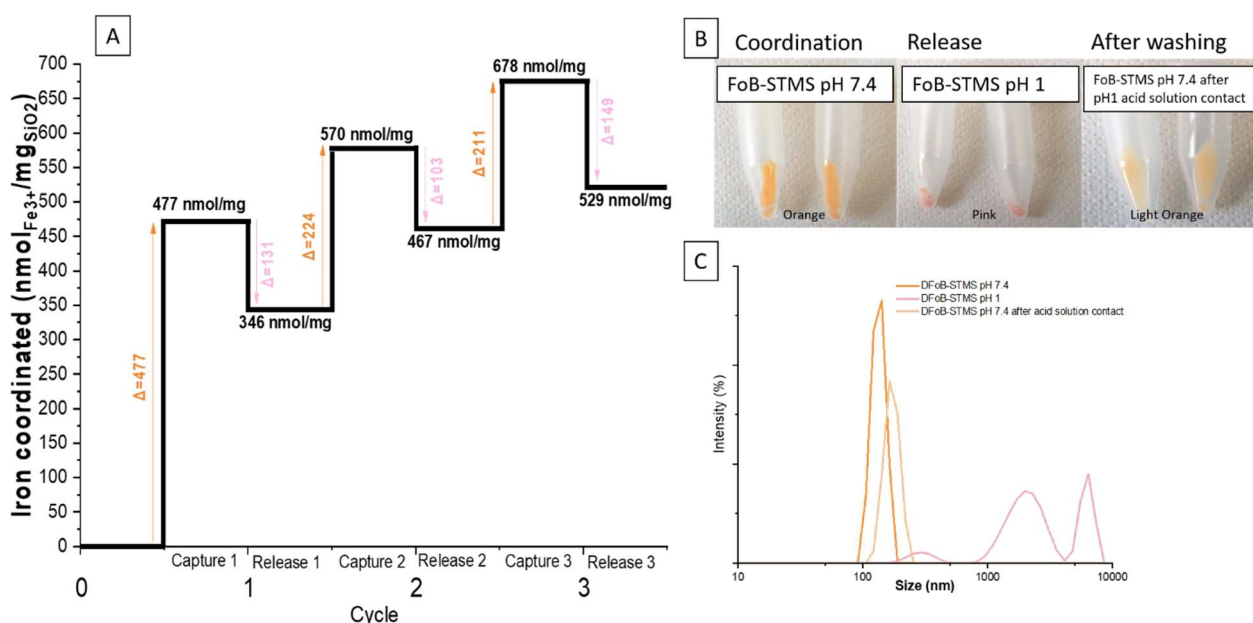 A
Iron coordinated (nmolFe3+/mgSiO2)
700
650
600
550
500
450
400
350
300
250
200
150
100
50
0
477 nmol/mg
346 nmol/mg
570 nmol/mg
467 nmol/mg
678 nmol/mg
529 nmol/mg
Δ=477
Δ=131
Δ=224
Δ=103
Δ=211
Δ=149
Capture 1
Release 1
Capture 2
Release 2
Capture 3
Release 3
0
1
2
3
Cycle
B
Coordination
Release
After washing
FoB-STMS pH 7.4
FoB-STMS pH 1
FoB-STMS pH 7.4 after
pH1 acid solution contact
Orange
Pink
Light Orange
C
DFoB-STMS pH 7.4
DFoB-STMS pH 1
DFoB-STMS pH 7.4 after acid solution contact
Intensity (%)
10
100
1000
10000
Size (nm)